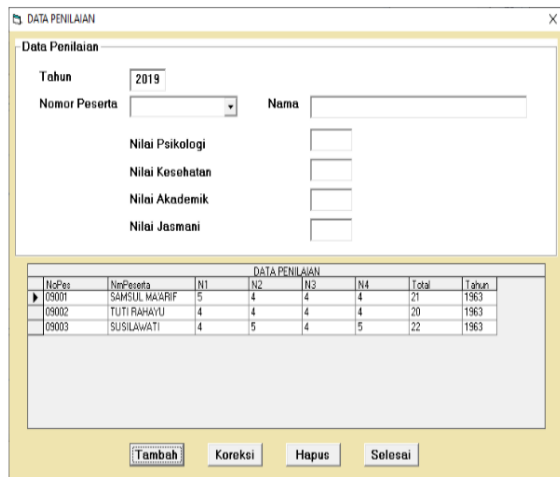 DATA PENILAIAN
Data Penilaian
Tahun 2019
Nomor Peserta Nama
Nilai Psikologi
Nilai Kesehatan
Nilai Akademik
Nilai Jasmani
DATA PENILAIAN
NoPes NmPeserta N1 N2 N3 N4 Total Tahun
09001 SAMSUL MA'ARIF 5 4 4 4 21 1963
09002 TUTI RAHAYU 4 4 4 4 20 1963
09003 SUSILAWATI 4 5 4 5 22 1963
Tambah Koreksi Hapus Selesai